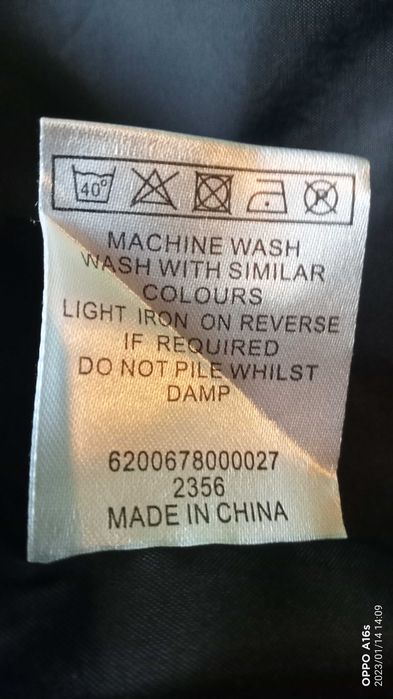 40°
P
MACHINE WASH
WASH WITH SIMILAR
COLOURS
LIGHT IRON ON REVERSE
IF REQUIRED
DO NOT PILE WHILST
DAMP
6200678000027
2356
MADE IN CHINA
OPPO A16s
2023/01/14 14:09